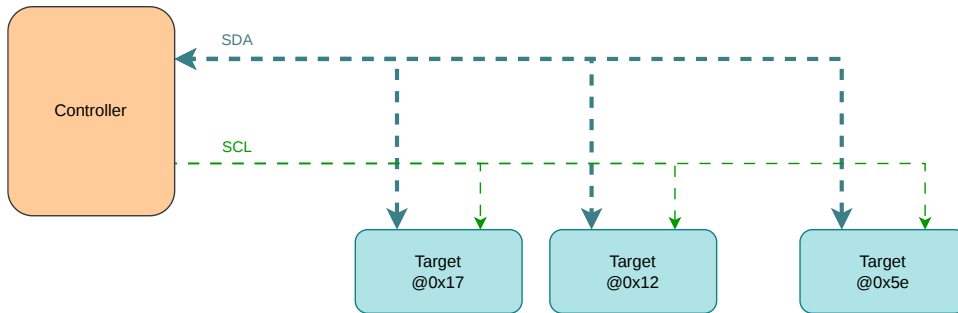 SDA
Controller
SCL
Target
@0x17
Target
@0x12
Target
@0x5e